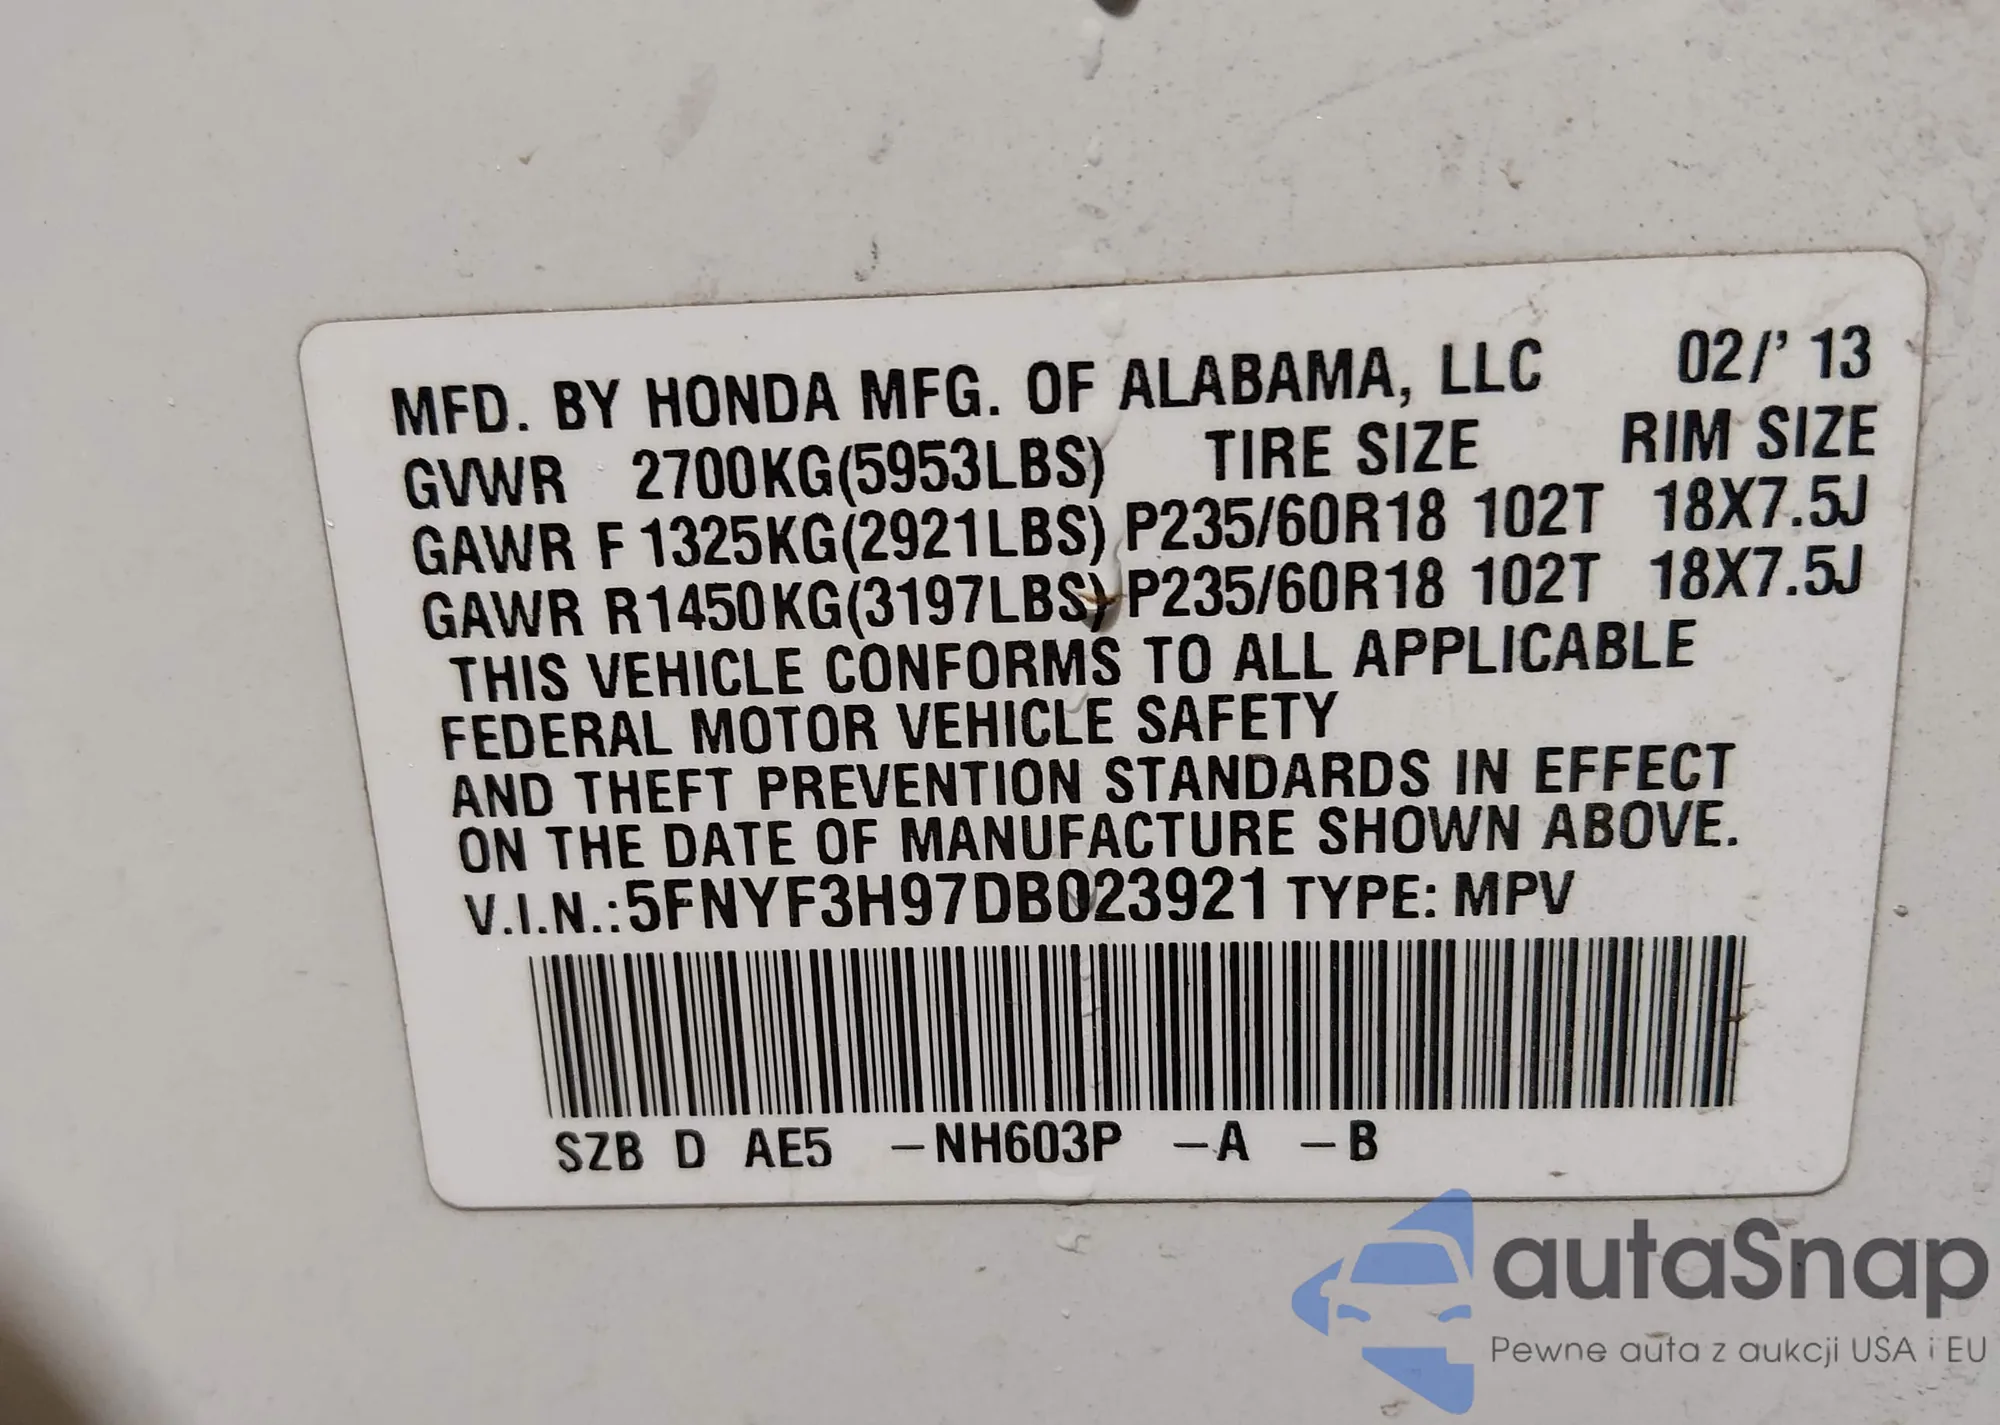 MFD. BY HONDA MFG. OF ALABAMA, LLC 02/'13
GVWR 2700KG(5953LBS) TIRE SIZE RIM SIZE
GAWR F 1325KG(2921LBS) P235/60R18 102T 18X7.5J
GAWR R1450KG(3197LBS) P235/60R18 102T 18X7.5J
THIS VEHICLE CONFORMS TO ALL APPLICABLE
FEDERAL MOTOR VEHICLE SAFETY
AND THEFT PREVENTION STANDARDS IN EFFECT
ON THE DATE OF MANUFACTURE SHOWN ABOVE.
V.I.N.:5FNYF3H97DB023921 TYPE: MPV
SZB D AE5 –NH603P –A –B
autaSnap
Pewne auta z aukcji USA i EU